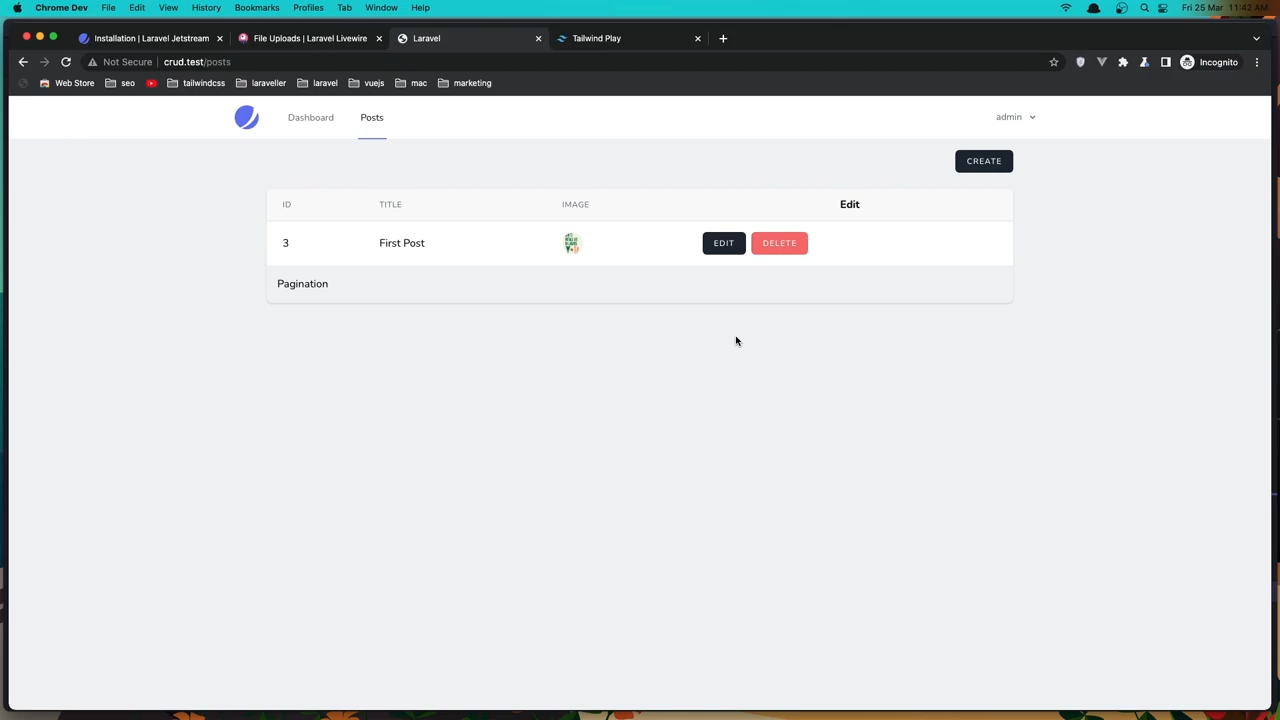 Chrome Dev File Edit View History Bookmarks Profiles Tab Window Help Fri 25 Mar 11:42 AM
Installation | Laravel Jetstream File Uploads | Laravel Livewire Laravel Tailwind Play
Not Secure crud.test/posts Incognito
Web Store seo tailwindcss laraveller laravel vuejs mac marketing
Dashboard Posts admin
CREATE
ID TITLE IMAGE Edit
3 First Post EDIT DELETE
Pagination